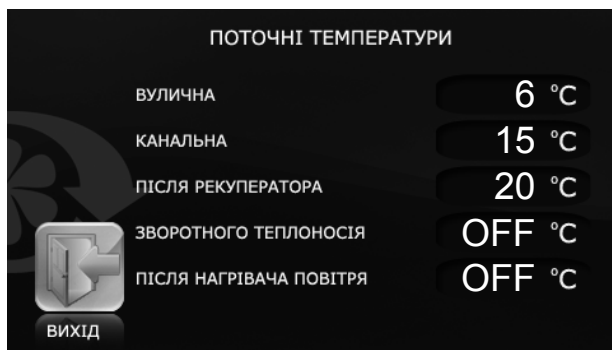 ПОТОЧНІ ТЕМПЕРАТУРИ
ВУЛИЧНА 6 °C
КАНАЛЬНА 15 °C
ПІСЛЯ РЕКУПЕРАТОРА 20 °C
ЗВОРОТНОГО ТЕПЛОНОСІЯ OFF °C
ПІСЛЯ НАГРІВАЧА ПОВІТРЯ OFF °C
ВИХІД